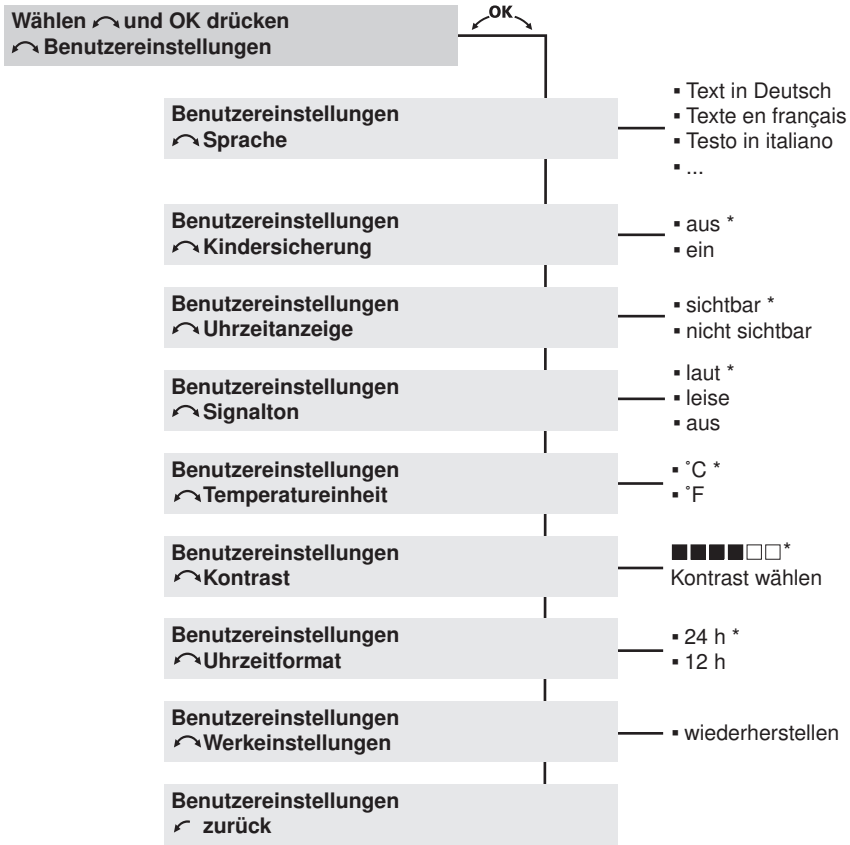 Wählen und OK drücken
Benutzereinstellungen
OK
Benutzereinstellungen
Sprache
▪ Text in Deutsch
▪ Texte en français
▪ Testo in italiano
▪ ...
Benutzereinstellungen
Kindersicherung
▪ aus *
▪ ein
Benutzereinstellungen
Uhrzeitanzeige
▪ sichtbar *
▪ nicht sichtbar
Benutzereinstellungen
Signalton
▪ laut *
▪ leise
▪ aus
Benutzereinstellungen
Temperatureinheit
▪ °C *
▪ °F
Benutzereinstellungen
Kontrast
■■■■□□*
Kontrast wählen
Benutzereinstellungen
Uhrzeitformat
▪ 24 h *
▪ 12 h
Benutzereinstellungen
Werkeinstellungen
▪ wiederherstellen
Benutzereinstellungen
zurück